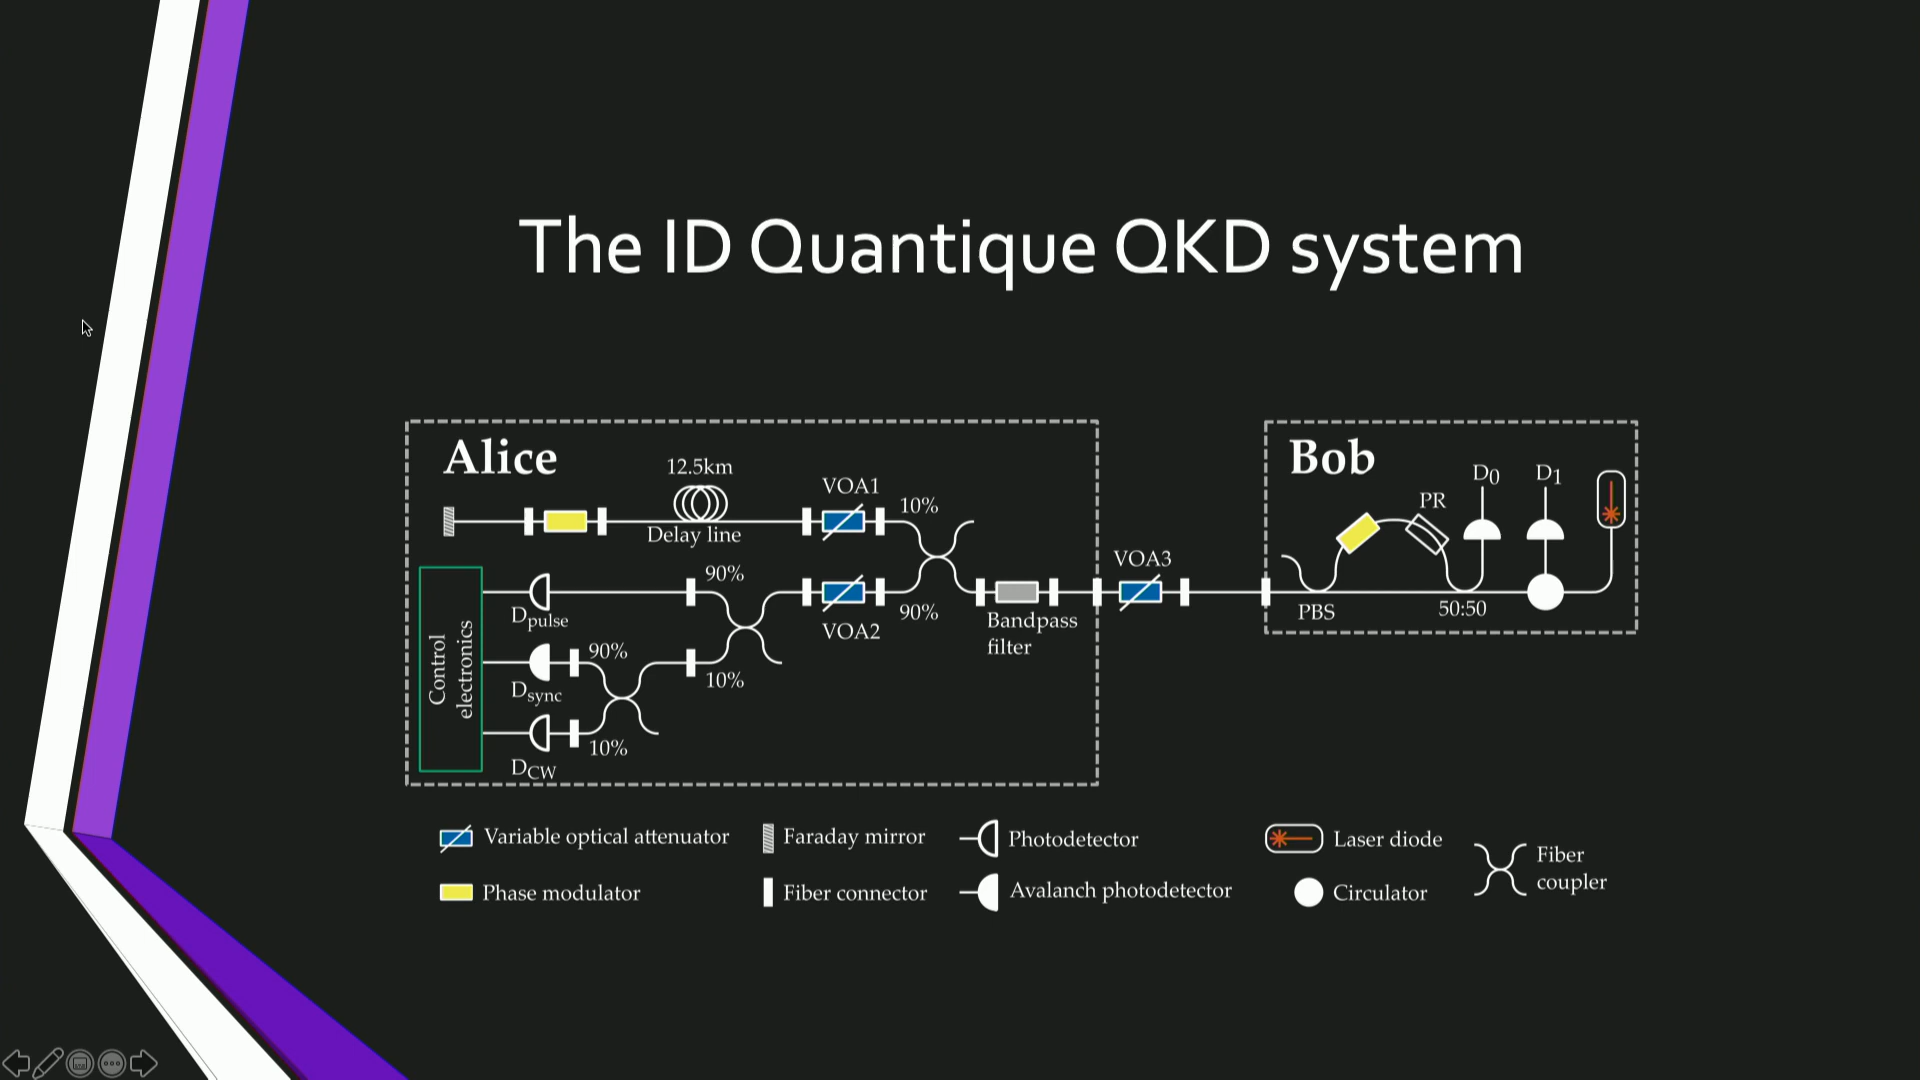 The ID Quantique QKD system
Alice
12.5km
Delay line
VOA1
10%
90%
Dpulse
90%
Dsync
10%
DCW
Control
electronics
10%
VOA2
90%
Bandpass
filter
VOA3
Bob
D0
D1
PR
PBS
50:50
Variable optical attenuator
Faraday mirror
Photodetector
Laser diode
Fiber
coupler
Phase modulator
Fiber connector
Avalanch photodetector
Circulator